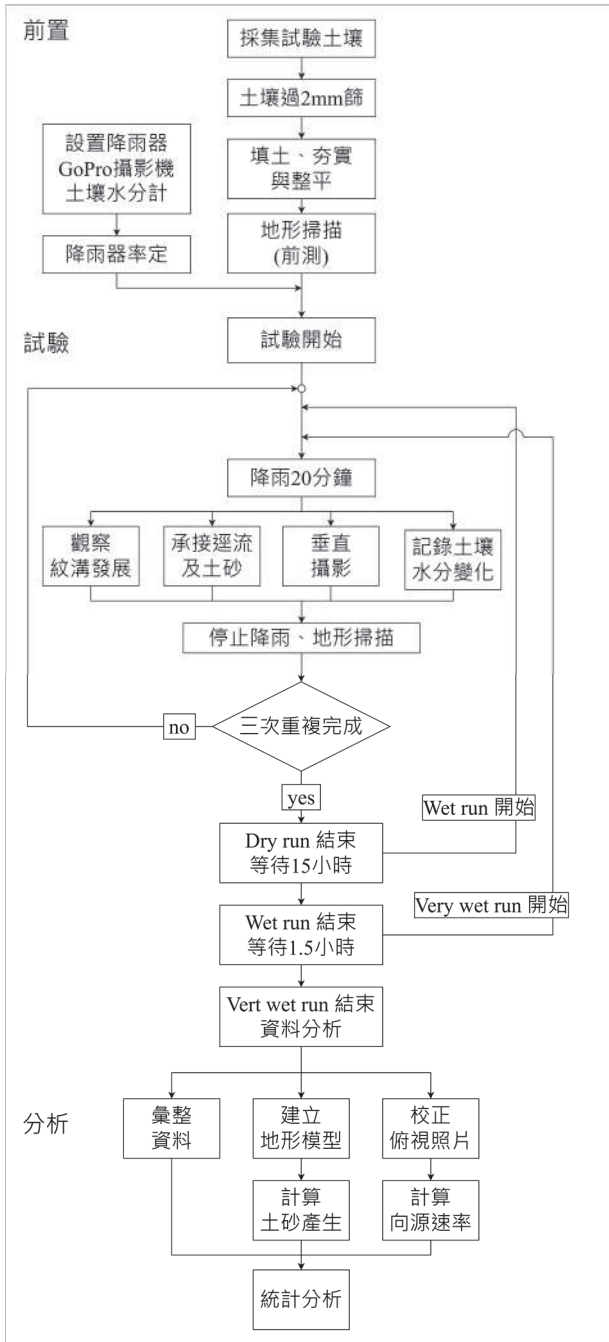 前置
採集試驗土壤
土壤過2mm篩
設置降雨器
GoPro攝影機
土壤水分計
填土、夯實
與整平
降雨器率定
地形掃描
(前測)
試驗
試驗開始
降雨20分鐘
觀察
紋溝發展
承接逕流
及土砂
垂直
攝影
記錄土壤
水分變化
停止降雨、地形掃描
三次重複完成
no
yes
Wet run 開始
Dry run 結束
等待15小時
Very wet run 開始
Wet run 結束
等待1.5小時
Vert wet run 結束
資料分析
分析
彙整
資料
建立
地形模型
校正
俯視照片
計算
土砂產生
計算
向源速率
統計分析